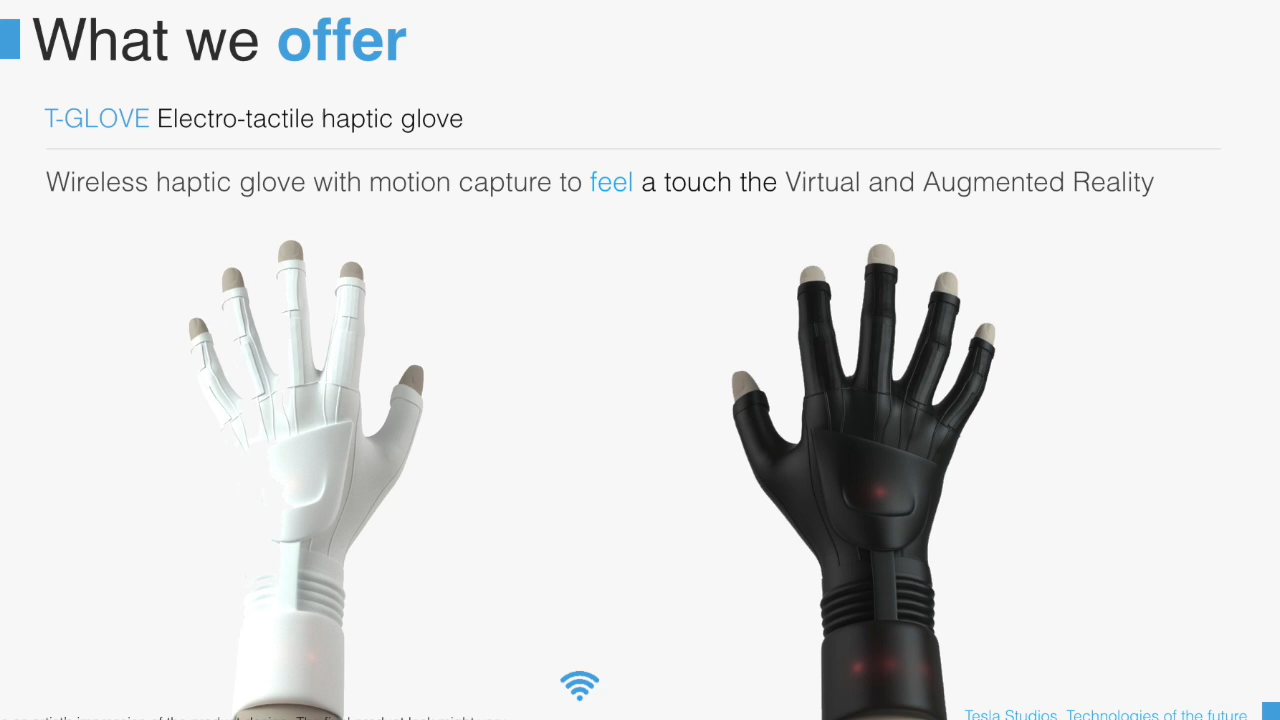 What we offer
T-GLOVE Electro-tactile haptic glove
Wireless haptic glove with motion capture to feel a touch the Virtual and Augmented Reality
Tesla Studios. Technologies of the future